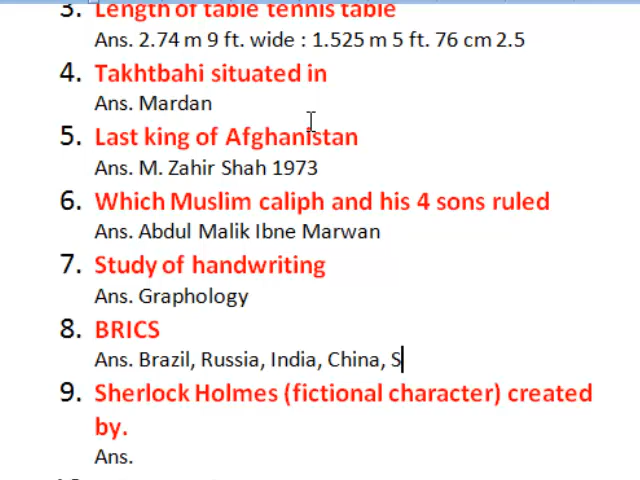 3. Length of table tennis table
Ans. 2.74 m 9 ft. wide : 1.525 m 5 ft. 76 cm 2.5
4. Takhtbahi situated in
Ans. Mardan
5. Last king of Afghanistan
Ans. M. Zahir Shah 1973
6. Which Muslim caliph and his 4 sons ruled
Ans. Abdul Malik Ibne Marwan
7. Study of handwriting
Ans. Graphology
8. BRICS
Ans. Brazil, Russia, India, China, S
9. Sherlock Holmes (fictional character) created
by.
Ans.